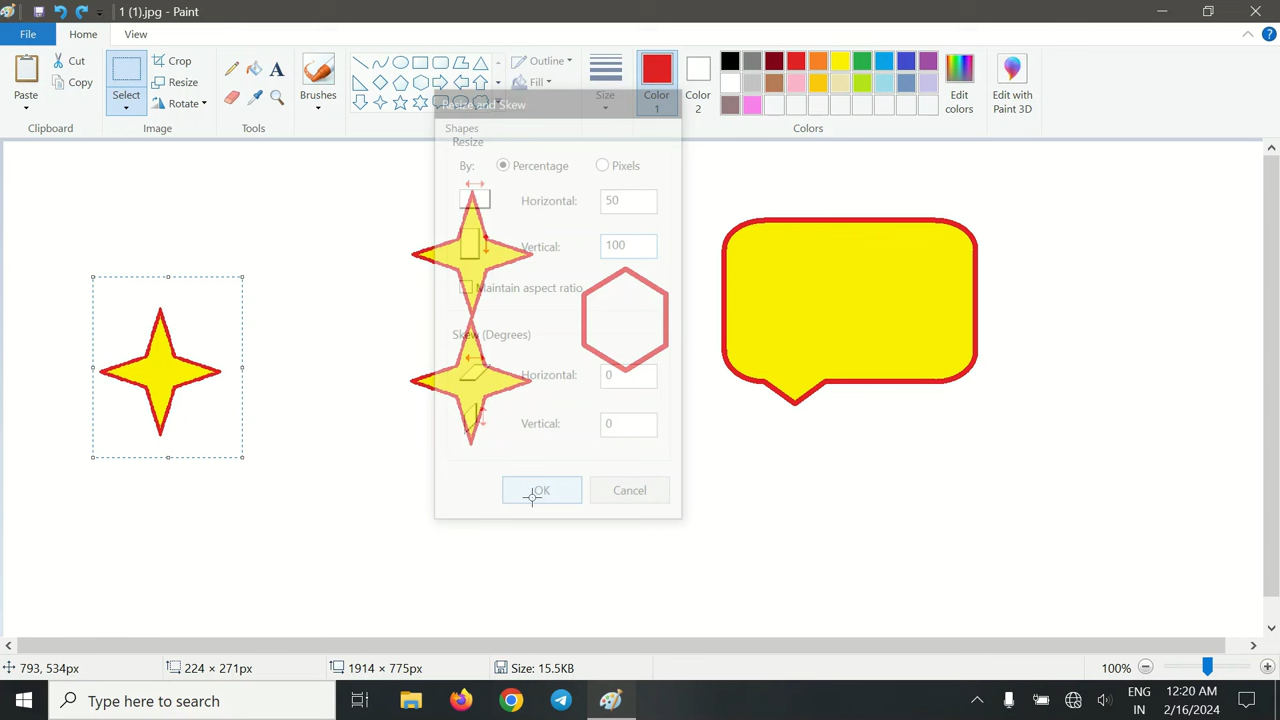 1 (1).jpg - Paint
File
Home
View
Cut
Copy
Paste
Clipboard
Select
Crop
Resize
Rotate
Image
A
Tools
Brushes
Shapes
Outline
Fill
Size
Color
1
Color
2
Edit
colors
Edit with
Paint 3D
Colors
Resize and Skew
Resize
By:
Percentage
Pixels
Horizontal:
50
Vertical:
100
Maintain aspect ratio
Skew (Degrees)
Horizontal:
0
Vertical:
0
OK
Cancel
793, 534px
224 × 271px
1914 × 775px
Size: 15.5KB
100%
Type here to search
ENG
IN
12:20 AM
2/16/2024